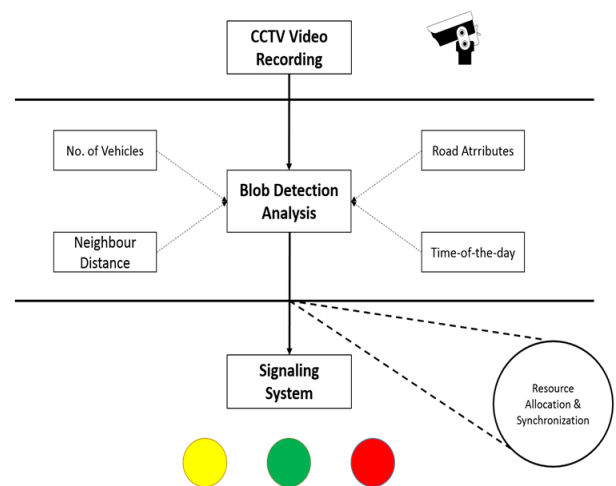 CCTV Video
Recording
No. of Vehicles
Road Atrributes
Blob Detection
Analysis
Neighbour
Distance
Time-of-the-day
Signaling
System
Resource
Allocation &
Synchronization